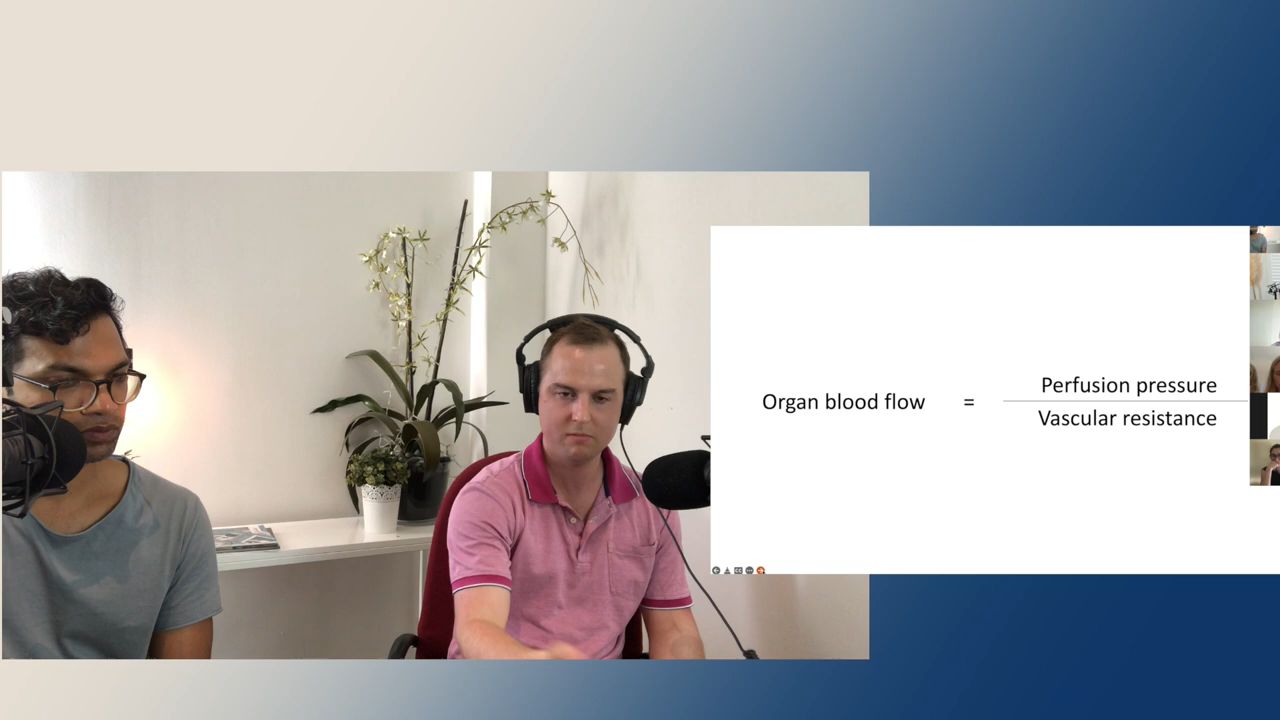 Organ blood flow = Perfusion pressure
Vascular resistance